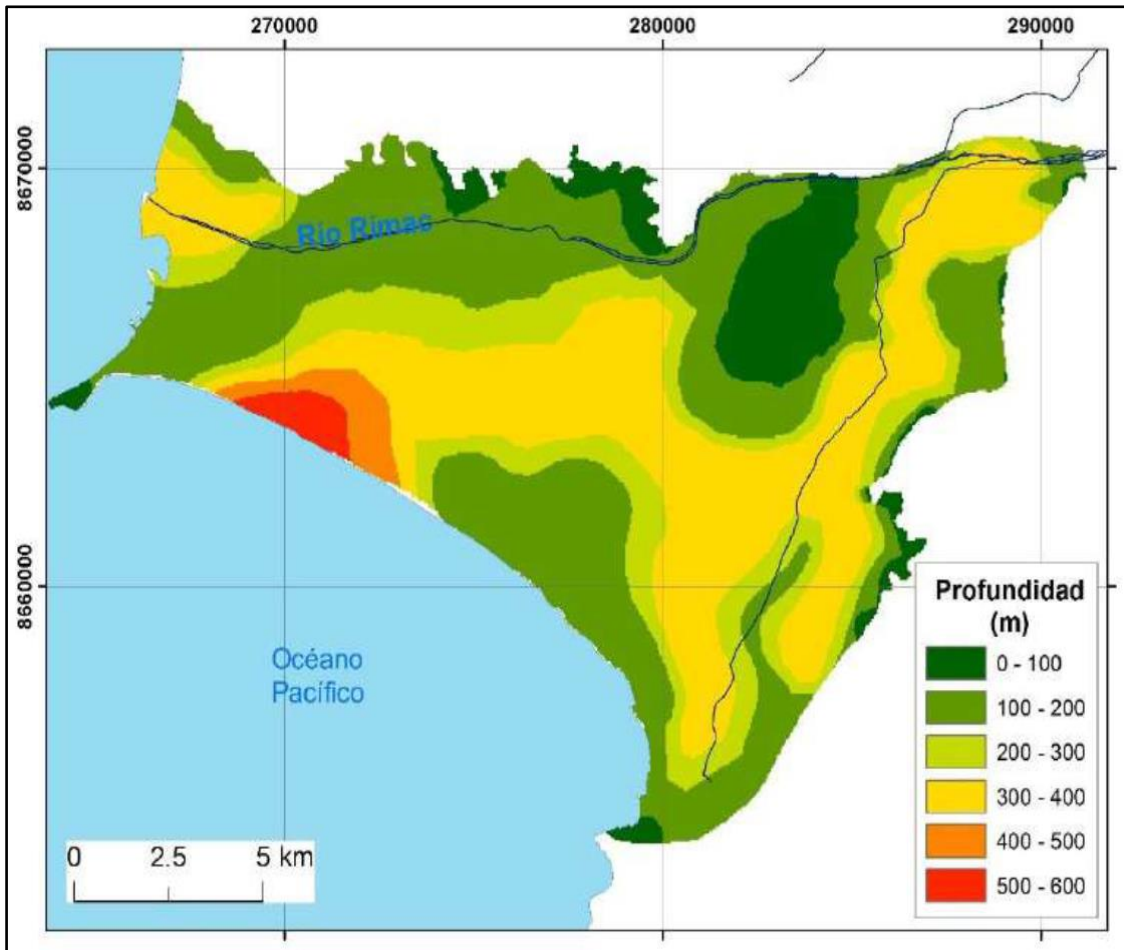 270000
280000
290000
8670000
8660000
Rio Rimac
Océano
Pacífico
Profundidad
(m)
0 - 100
100 - 200
200 - 300
300 - 400
400 - 500
500 - 600
0 2.5 5 km